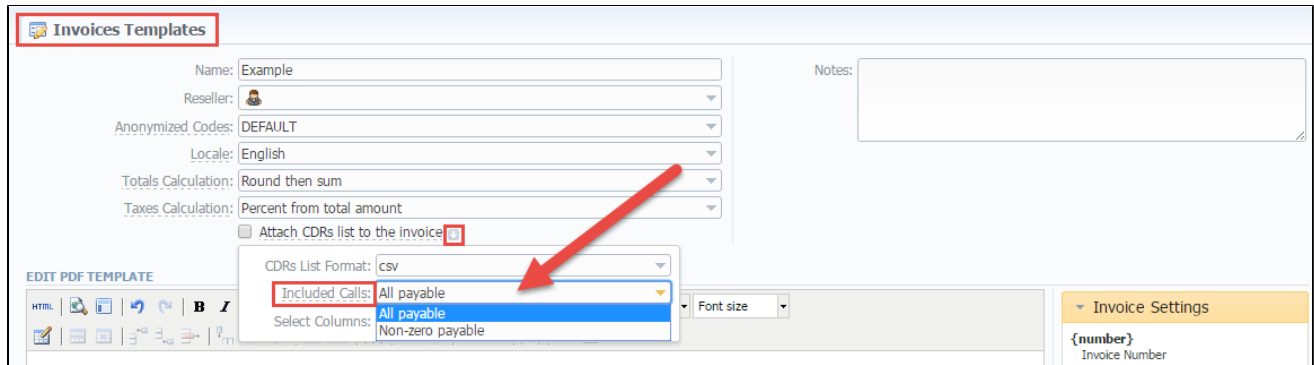 Invoices Templates
Name: Example
Notes:
Reseller:
Anonymized Codes: DEFAULT
Locale: English
Totals Calculation: Round then sum
Taxes Calculation: Percent from total amount
Attach CDRs list to the invoice
CDRs List Format: csv
EDIT PDF TEMPLATE
Included Calls: All payable
All payable
Non-zero payable
Select Columns:
HTML B I Font size
Invoice Settings
{number}
Invoice Number